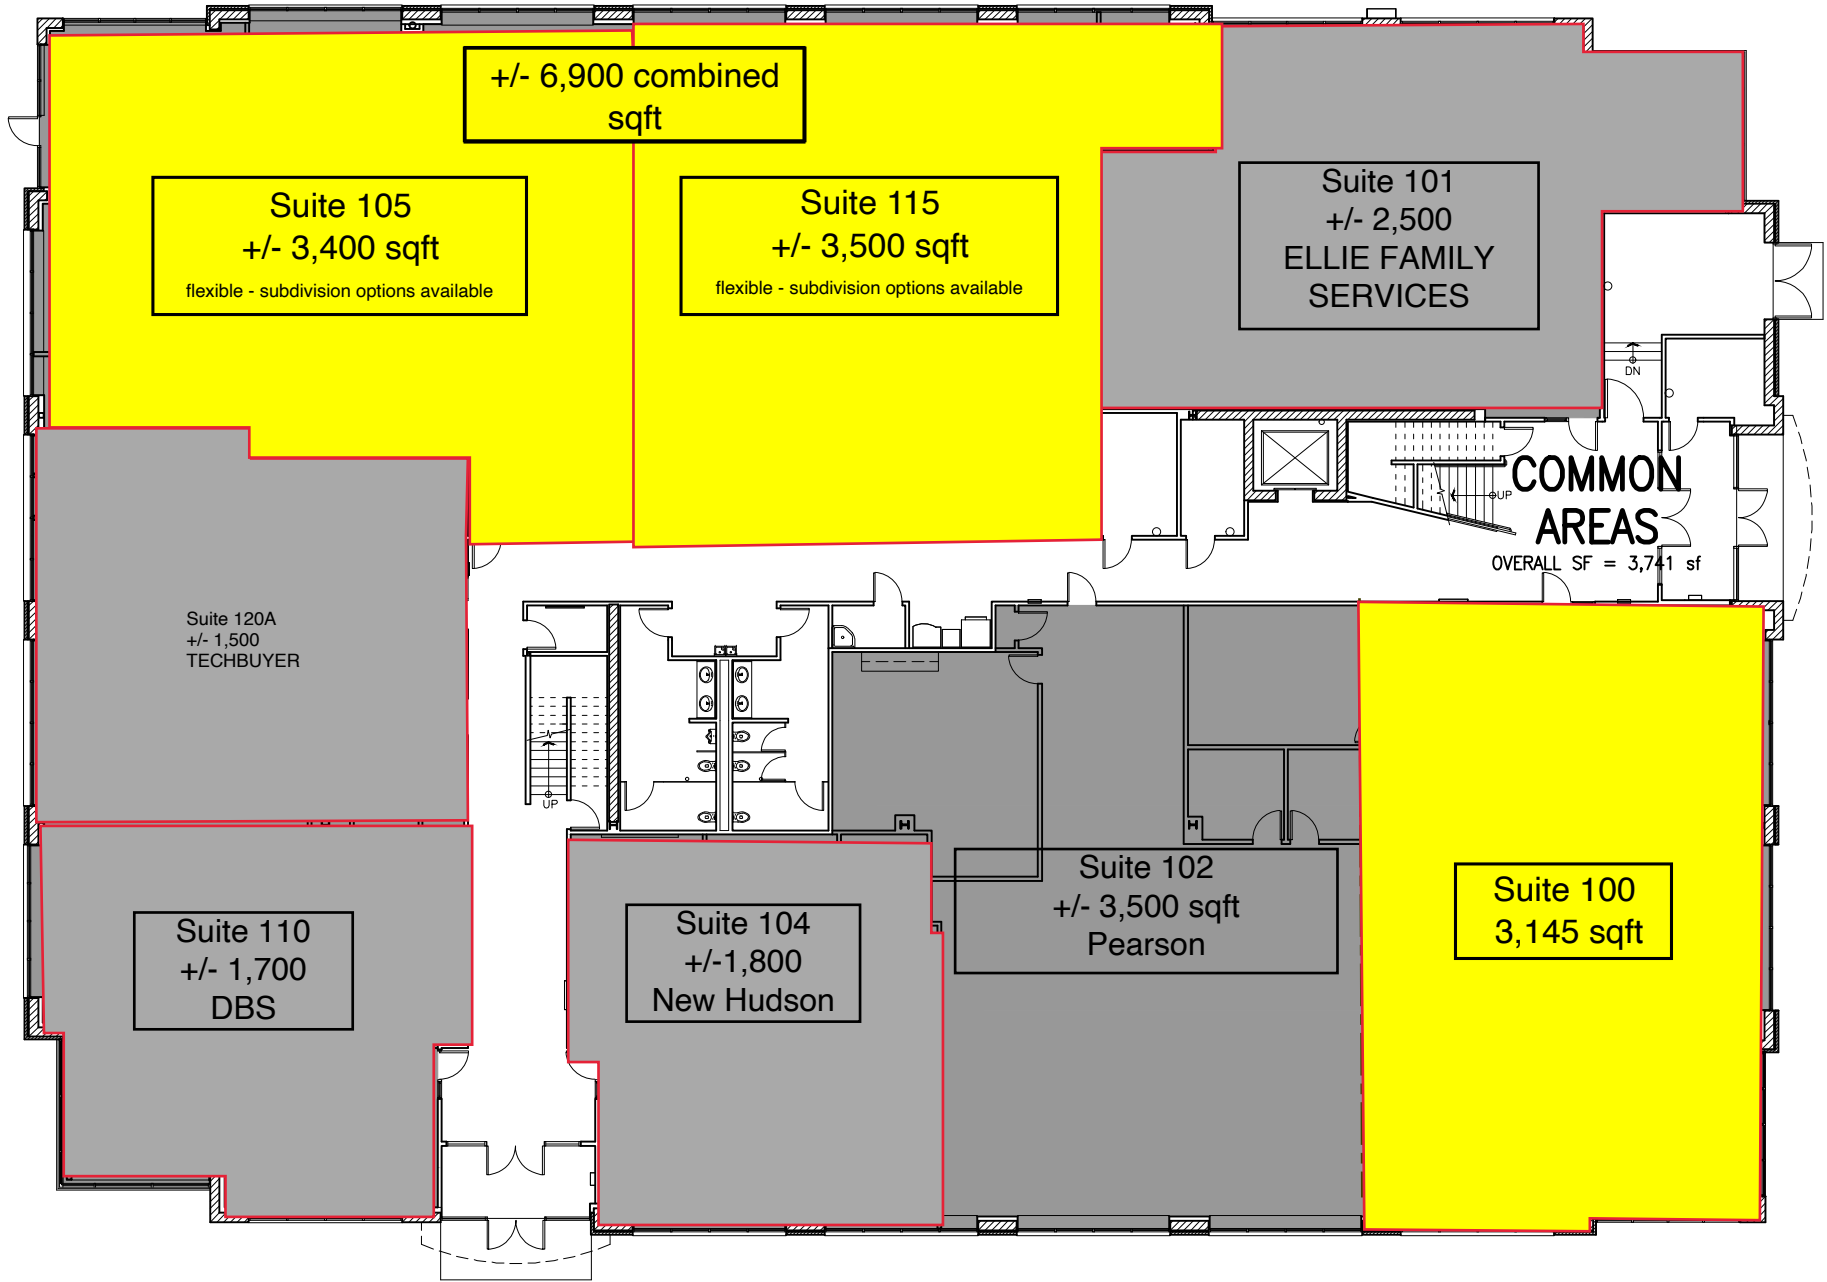 +/- 6,900 combined
sqft
Suite 105
+/- 3,400 sqft
flexible - subdivision options available
Suite 115
+/- 3,500 sqft
flexible - subdivision options available
Suite 101
+/- 2,500
ELLIE FAMILY
SERVICES
DN
UP
COMMON
AREAS
OVERALL SF = 3,741 sf
Suite 120A
+/- 1,500
TECHBUYER
UP
Suite 110
+/- 1,700
DBS
Suite 104
+/-1,800
New Hudson
Suite 102
+/- 3,500 sqft
Pearson
Suite 100
3,145 sqft